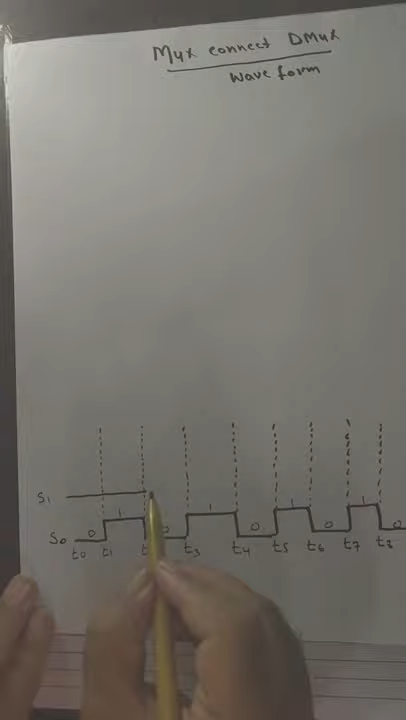 Mux connect DMux
Wave form
S1
1 1 1 1
S0 0 0 0 0 0
t0 t1 t3 t4 t5 t6 t7 t8